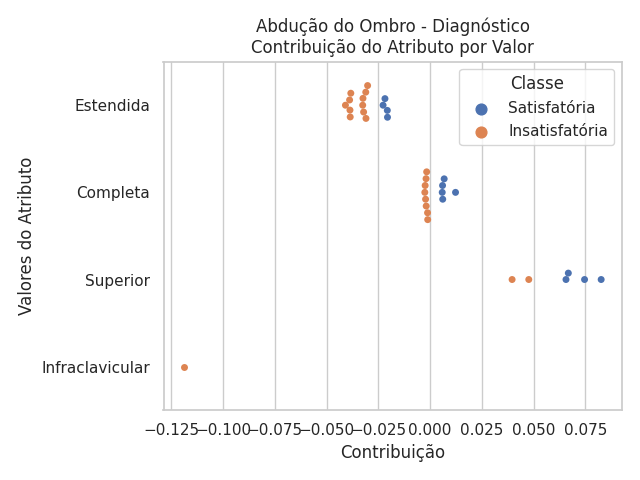 Abdução do Ombro - Diagnóstico
Contribuição do Atributo por Valor
Classe
Satisfatória
Insatisfatória
Valores do Atributo
Estendida
Completa
Superior
Infraclavicular
−0.125 −0.100 −0.075 −0.050 −0.025 0.000 0.025 0.050 0.075
Contribuição